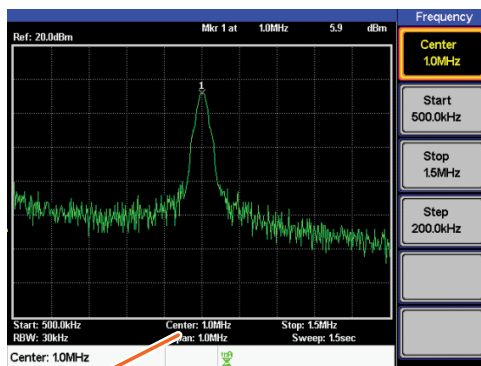 Frequency
Mkr 1 at 1.0MHz 5.9 dBm
Ref: 20.0dBm
Center
1.0MHz
1
Start
500.0kHz
Stop
1.5MHz
Step
200.0kHz
Start: 500.0kHz Center: 1.0MHz Stop: 1.5MHz
RBW: 30kHz Span: 1.0MHz Sweep: 1.5sec
Center: 1.0MHz